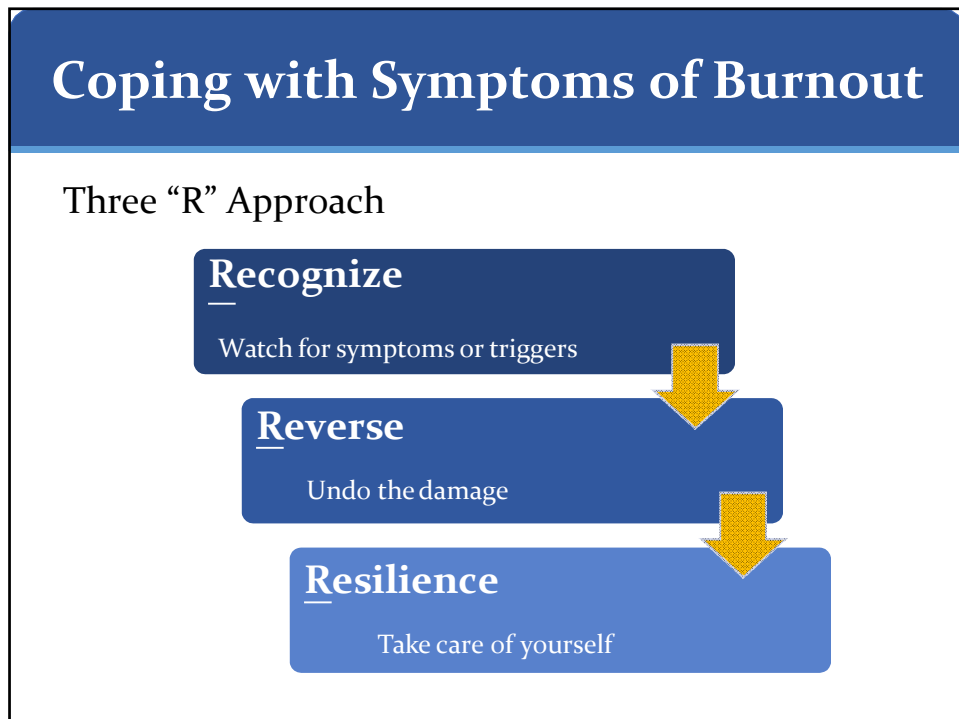 Coping with Symptoms of Burnout
Three “R” Approach
Recognize
Watch for symptoms or triggers
Reverse
Undo the damage
Resilience
Take care of yourself